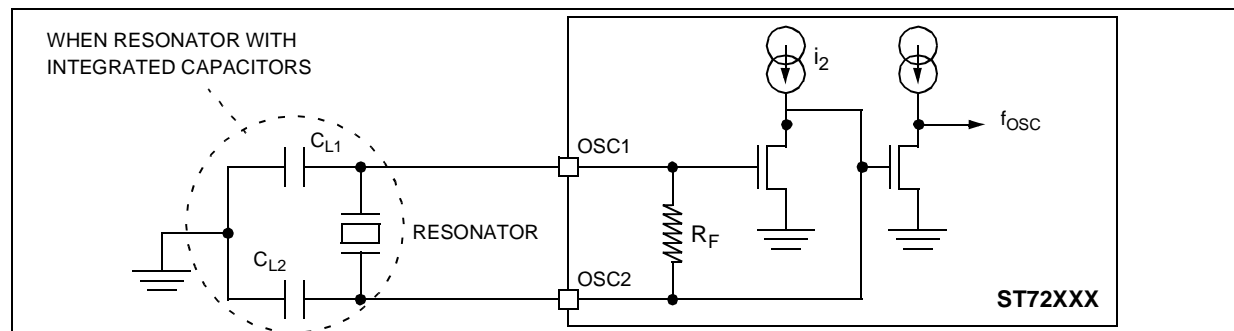 WHEN RESONATOR WITH
INTEGRATED CAPACITORS
i2
fOSC
CL1
OSC1
RESONATOR
RF
CL2
OSC2
ST72XXX